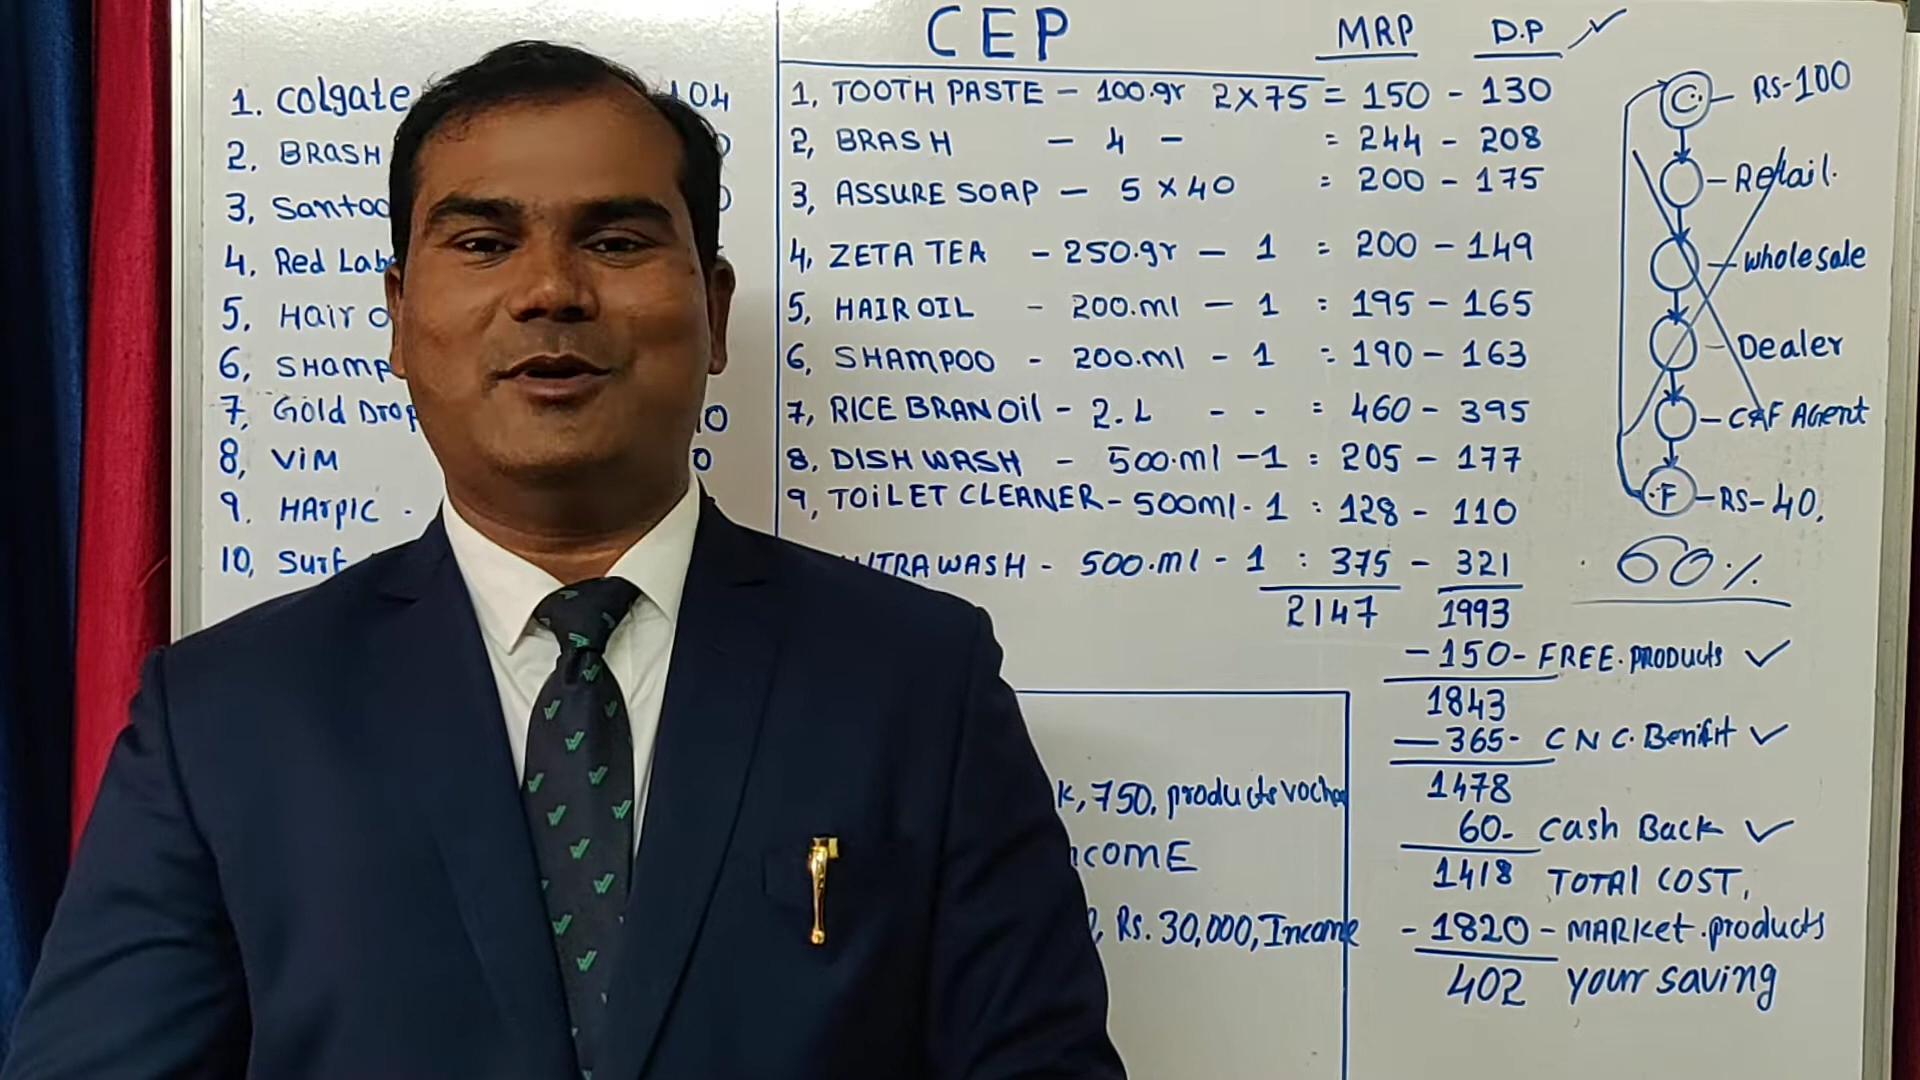 CEP MRP D.P
1. Colgate 104
2. BRASH
3, Santoo
4. Red Lab
5. Hair O
6, SHAMP
7. Gold Drop 10
8, ViM 0
9. HArpic -
10, Surf
1, TOOTH PASTE - 100.gr 2X75 = 150 - 130
2, BRASH - 4 - = 244 - 208
3, ASSURE SOAP - 5 X 40 = 200 - 175
4, ZETA TEA - 250.gr - 1 = 200 - 149
5, HAIR OIL - 200.ml - 1 : 195 - 165
6, SHAMPOO - 200.ml - 1 = 190 - 163
7, RICE BRAN Oil - 2.L - - = 460 - 395
8. DISH WASH - 500.ml - 1 : 205 - 177
9, TOiLET CLEANER - 500ml - 1 : 128 - 110
UTRA WASH - 500.ml - 1 : 375 - 321
2147 1993
- 150 - FREE. PRODUCTS ✓
1843
- 365 - C N C. Benifit ✓
1478
60 - Cash Back ✓
1418 TOTAl COST,
- 1820 - MARKet. products
402 your saving
K, 750, products
COME
Rs. 30,000, Income
C - RS-100
Retail.
wholesale
Dealer
C&F AGent
F - RS-40,
60%